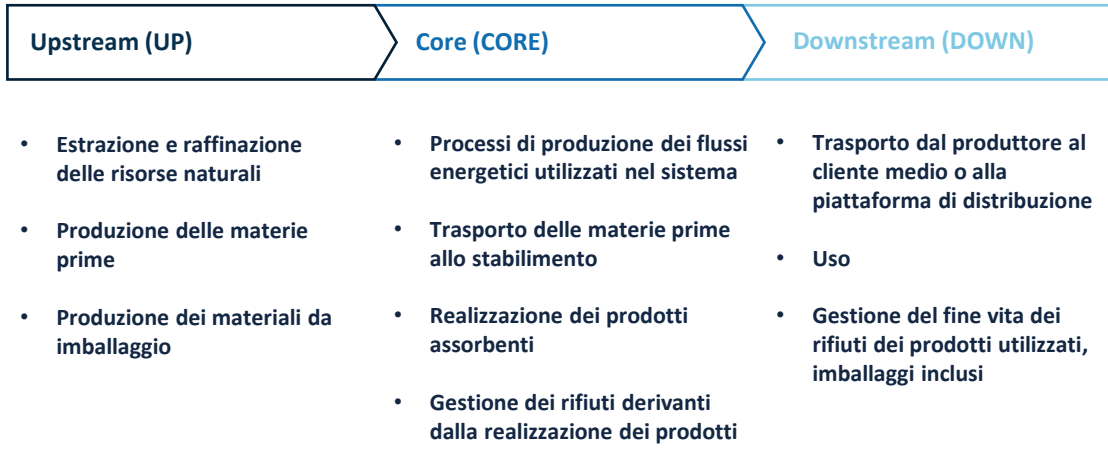 Upstream (UP)
Core (CORE)
Downstream (DOWN)
• Estrazione e raffinazione
delle risorse naturali
• Produzione delle materie
prime
• Produzione dei materiali da
imballaggio
• Processi di produzione dei flussi
energetici utilizzati nel sistema
• Trasporto delle materie prime
allo stabilimento
• Realizzazione dei prodotti
assorbenti
• Gestione dei rifiuti derivanti
dalla realizzazione dei prodotti
• Trasporto dal produttore al
cliente medio o alla
piattaforma di distribuzione
• Uso
• Gestione del fine vita dei
rifiuti dei prodotti utilizzati,
imballaggi inclusi